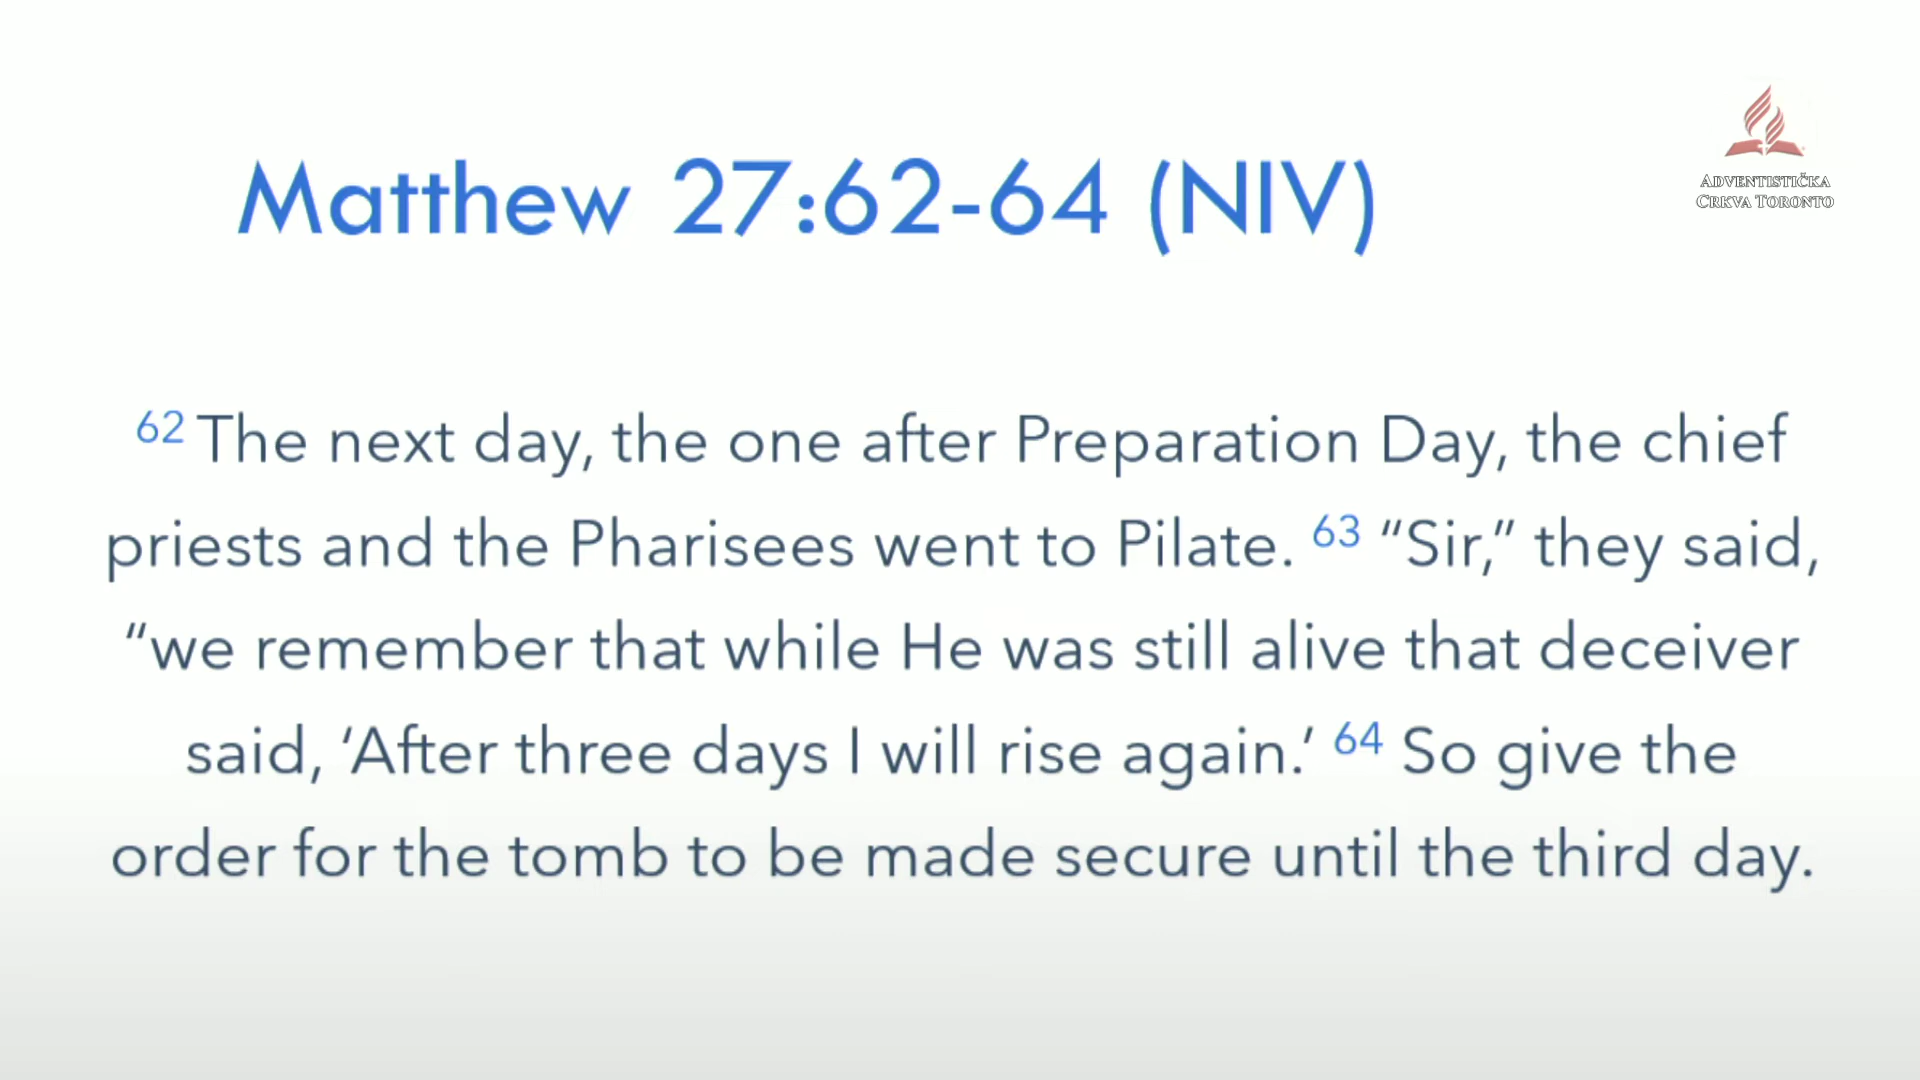 Matthew 27:62-64 (NIV)
ADVENTISTIČKA
CRKVA TORONTO
62 The next day, the one after Preparation Day, the chief
priests and the Pharisees went to Pilate. 63 “Sir,” they said,
“we remember that while He was still alive that deceiver
said, ‘After three days I will rise again.’ 64 So give the
order for the tomb to be made secure until the third day.